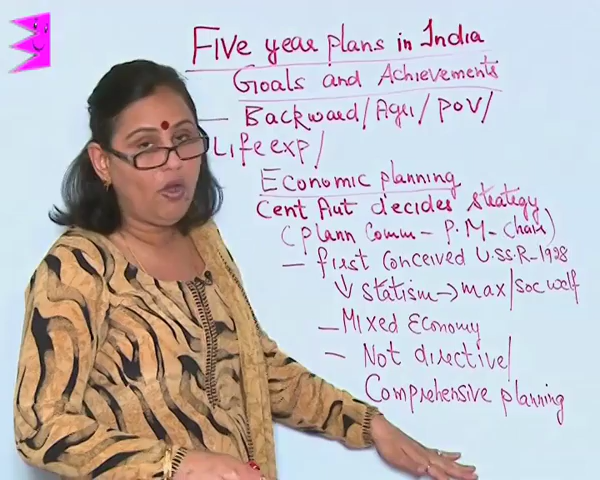 Five year plans in India
Goals and Achievements
— Backward/Agri/pov/
Life exp/
Economic planning
Cent Aut decides strategy
(Plann Comm - P.M- Chair)
— first conceived U.S.S.R-1928
↓ statism → max/soc welf
— Mixed Economy
— Not directive/
Comprehensive planning